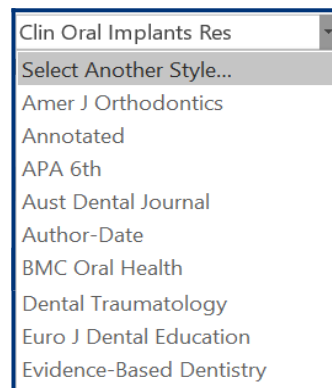 Clin Oral Implants Res
Select Another Style...
Amer J Orthodontics
Annotated
APA 6th
Aust Dental Journal
Author-Date
BMC Oral Health
Dental Traumatology
Euro J Dental Education
Evidence-Based Dentistry